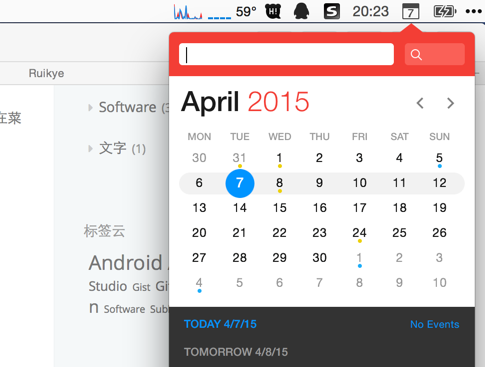 59° 20:23 7
Ruikye
在菜
Software (3
文字 (1)
标签云
Android
Studio Gist Gi
n Software Sub
April 2015
MON TUE WED THU FRI SAT SUN
30 31 1 2 3 4 5
6 7 8 9 10 11 12
13 14 15 16 17 18 19
20 21 22 23 24 25 26
27 28 29 30 1 2 3
4 5 6 7 8 9 10
TODAY 4/7/15 No Events
TOMORROW 4/8/15